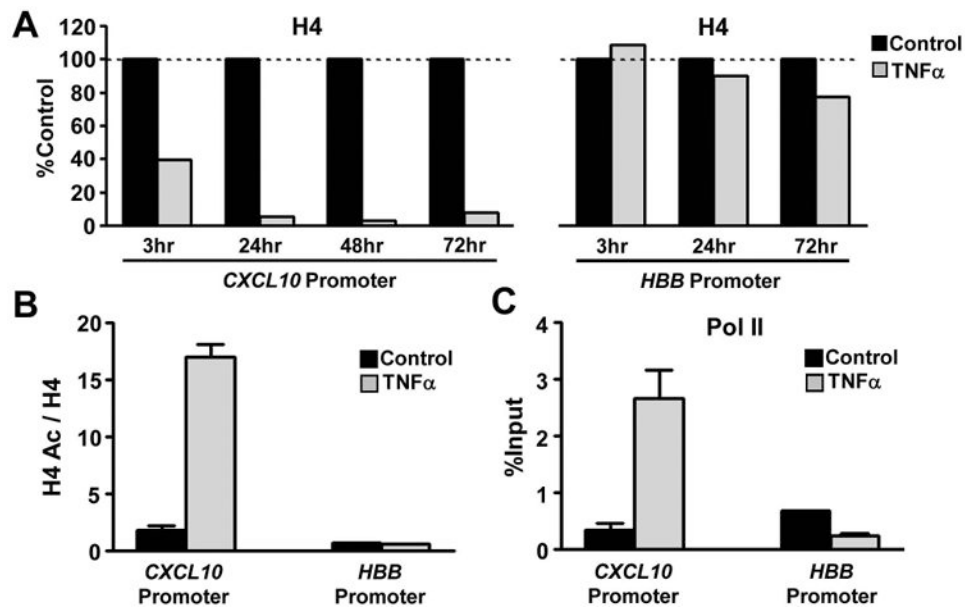 A
H4
H4
%Control
120
100
80
60
40
20
0
3hr 24hr 48hr 72hr
CXCL10 Promoter
3hr 24hr 72hr
HBB Promoter
Control
TNFα
B
H4 Ac / H4
20
15
10
5
0
Control
TNFα
CXCL10 HBB
Promoter Promoter
C
Pol II
%Input
4
3
2
1
0
Control
TNFα
CXCL10 HBB
Promoter Promoter